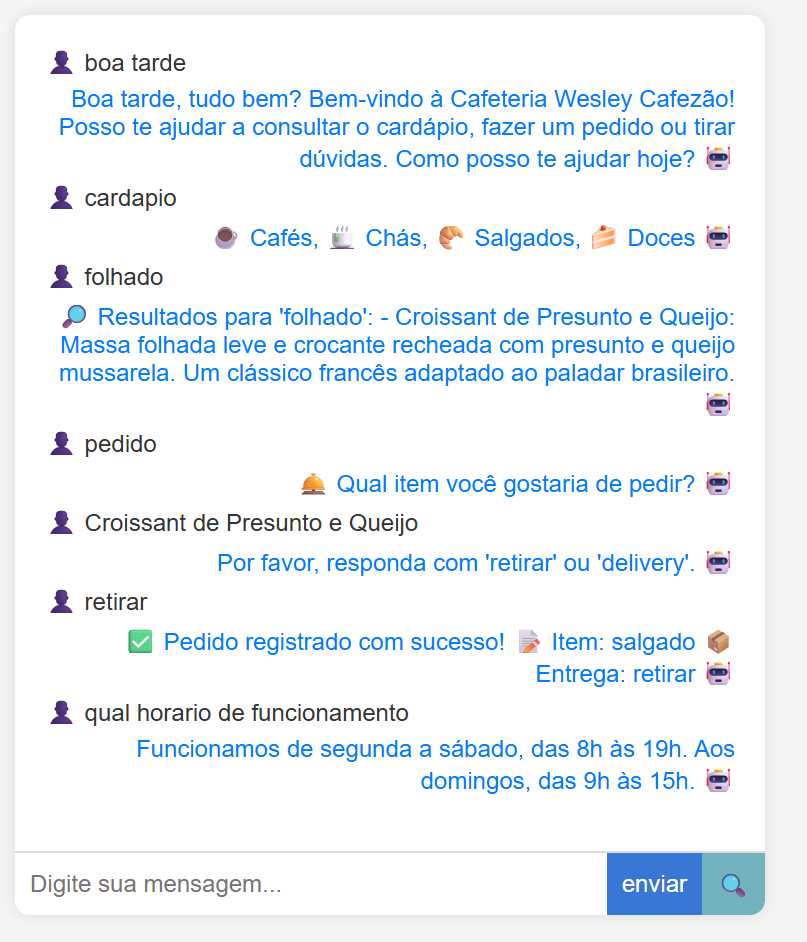 boa tarde
Boa tarde, tudo bem? Bem-vindo à Cafeteria Wesley Cafezão!
Posso te ajudar a consultar o cardápio, fazer um pedido ou tirar
dúvidas. Como posso te ajudar hoje?
cardapio
Cafés, Chás, Salgados, Doces
folhado
Resultados para 'folhado': - Croissant de Presunto e Queijo:
Massa folhada leve e crocante recheada com presunto e queijo
mussarela. Um clássico francês adaptado ao paladar brasileiro.
pedido
Qual item você gostaria de pedir?
Croissant de Presunto e Queijo
Por favor, responda com 'retirar' ou 'delivery'.
retirar
Pedido registrado com sucesso! Item: salgado
Entrega: retirar
qual horario de funcionamento
Funcionamos de segunda a sábado, das 8h às 19h. Aos
domingos, das 9h às 15h.
Digite sua mensagem...
enviar